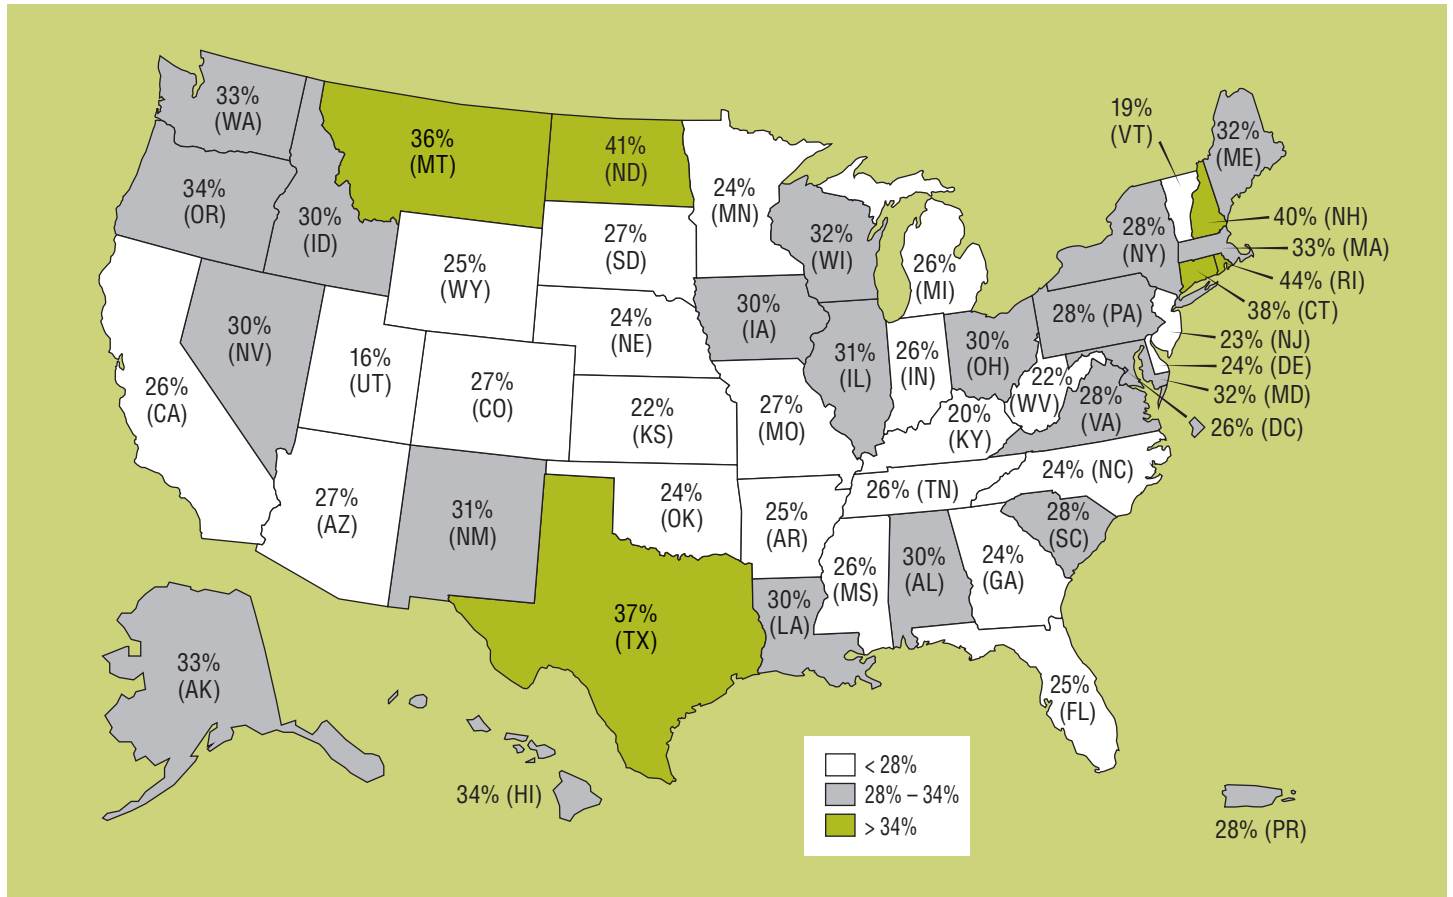 33%
(WA)
34%
(OR)
30%
(ID)
36%
(MT)
41%
(ND)
24%
(MN)
27%
(SD)
25%
(WY)
24%
(NE)
30%
(NV)
26%
(CA)
16%
(UT)
27%
(CO)
22%
(KS)
30%
(IA)
32%
(WI)
26%
(MI)
31%
(IL)
26%
(IN)
30%
(OH)
27%
(MO)
20%
(KY)
22%
(WV)
28%
(VA)
28% (PA)
28%
(NY)
19%
(VT)
32%
(ME)
40% (NH)
33% (MA)
44% (RI)
38% (CT)
23% (NJ)
24% (DE)
32% (MD)
26% (DC)
27%
(AZ)
31%
(NM)
24%
(OK)
25%
(AR)
26% (TN)
24% (NC)
28%
(SC)
37%
(TX)
30%
(LA)
26%
(MS)
30%
(AL)
24%
(GA)
25%
(FL)
33%
(AK)
34% (HI)
28% (PR)
< 28%
28% – 34%
> 34%